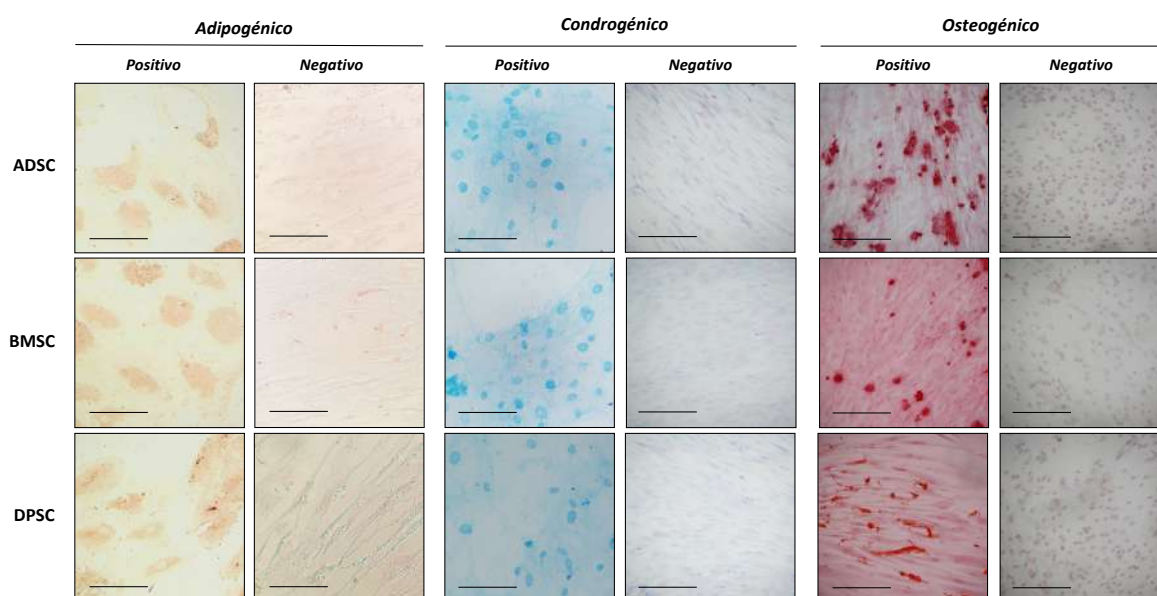 Adipogénico Condrogénico Osteogénico
Positivo Negativo Positivo Negativo Positivo Negativo
ADSC
BMSC
DPSC